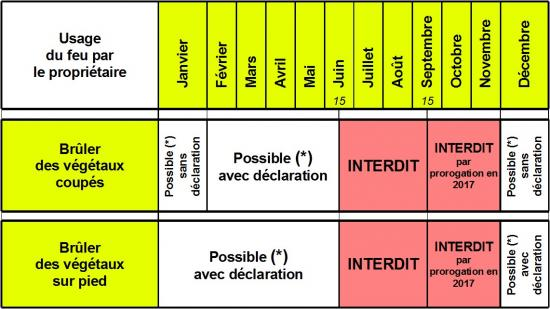 Usage
du feu par
le propriétaire
Janvier
Février
Mars
Avril
Mai
Juin
Juillet
Août
Septembre
Octobre
Novembre
Décembre
15
15
Brûler
des végétaux
coupés
Possible (*)
sans
déclaration
Possible (*)
avec déclaration
INTERDIT
INTERDIT
par
prorogation en
2017
Possible (*)
sans
déclaration
Brûler
des végétaux
sur pied
Possible (*)
avec déclaration
INTERDIT
INTERDIT
par
prorogation en
2017
Possible (*)
avec
déclaration